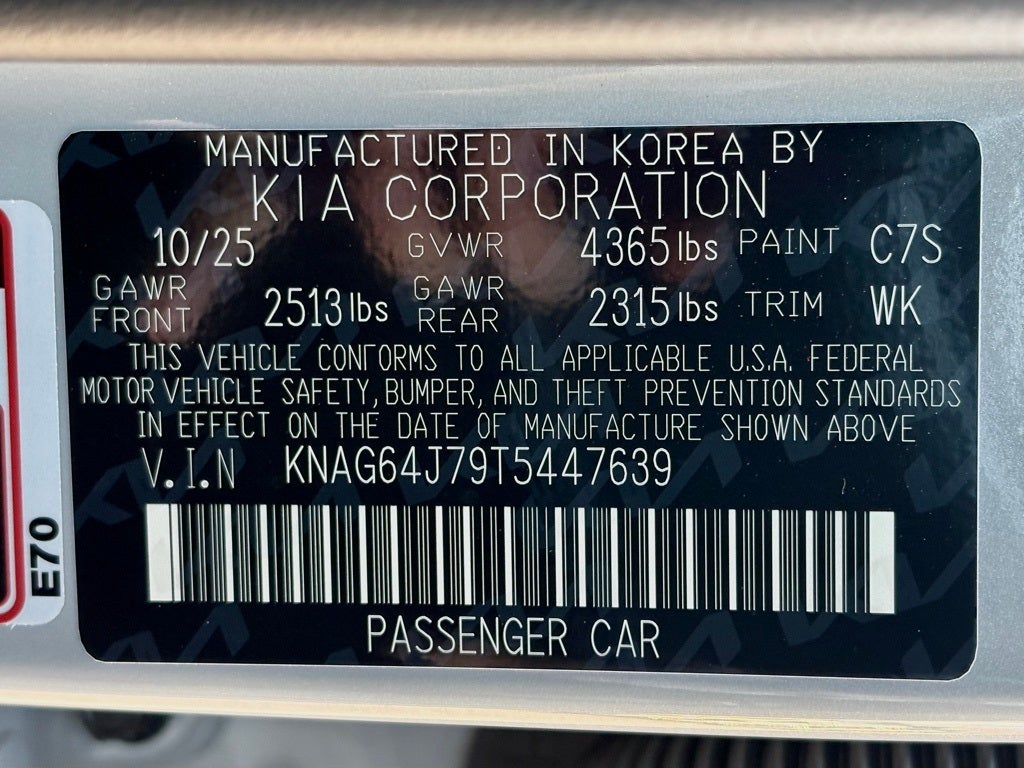 MANUFACTURED IN KOREA BY
KIA CORPORATION
10/25 GVWR 4365 lbs PAINT C7S
GAWR FRONT 2513 lbs GAWR REAR 2315 lbs TRIM WK
THIS VEHICLE CONFORMS TO ALL APPLICABLE U.S.A. FEDERAL
MOTOR VEHICLE SAFETY, BUMPER, AND THEFT PREVENTION STANDARDS
IN EFFECT ON THE DATE OF MANUFACTURE SHOWN ABOVE
V.I.N KNAG64J79T5447639
PASSENGER CAR
E70